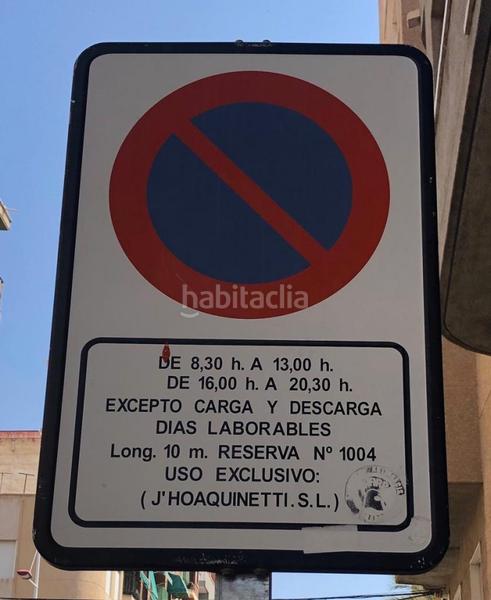 habitaclia
DE 8,30 h. A 13,00 h.
DE 16,00 h. A 20,30 h.
EXCEPTO CARGA Y DESCARGA
DIAS LABORABLES
Long. 10 m. RESERVA Nº 1004
USO EXCLUSIVO:
( J'HOAQUINETTI.S.L.)